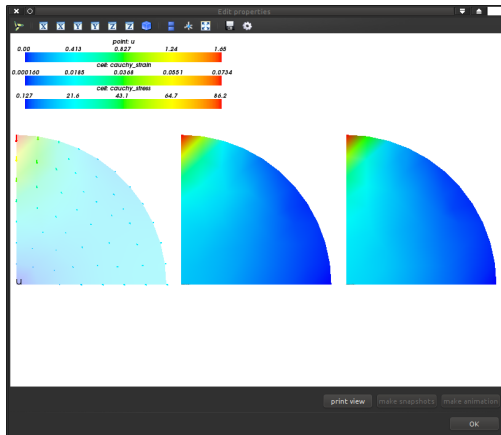 Edit properties
X X Y Y Z Z
point: u
0.00 0.413 0.827 1.24 1.65
cell: cauchy_strain
0.000160 0.0185 0.0368 0.0551 0.0734
cell: cauchy_stress
0.127 21.6 43.1 64.7 86.2
u
print view make snapshots make animation
OK